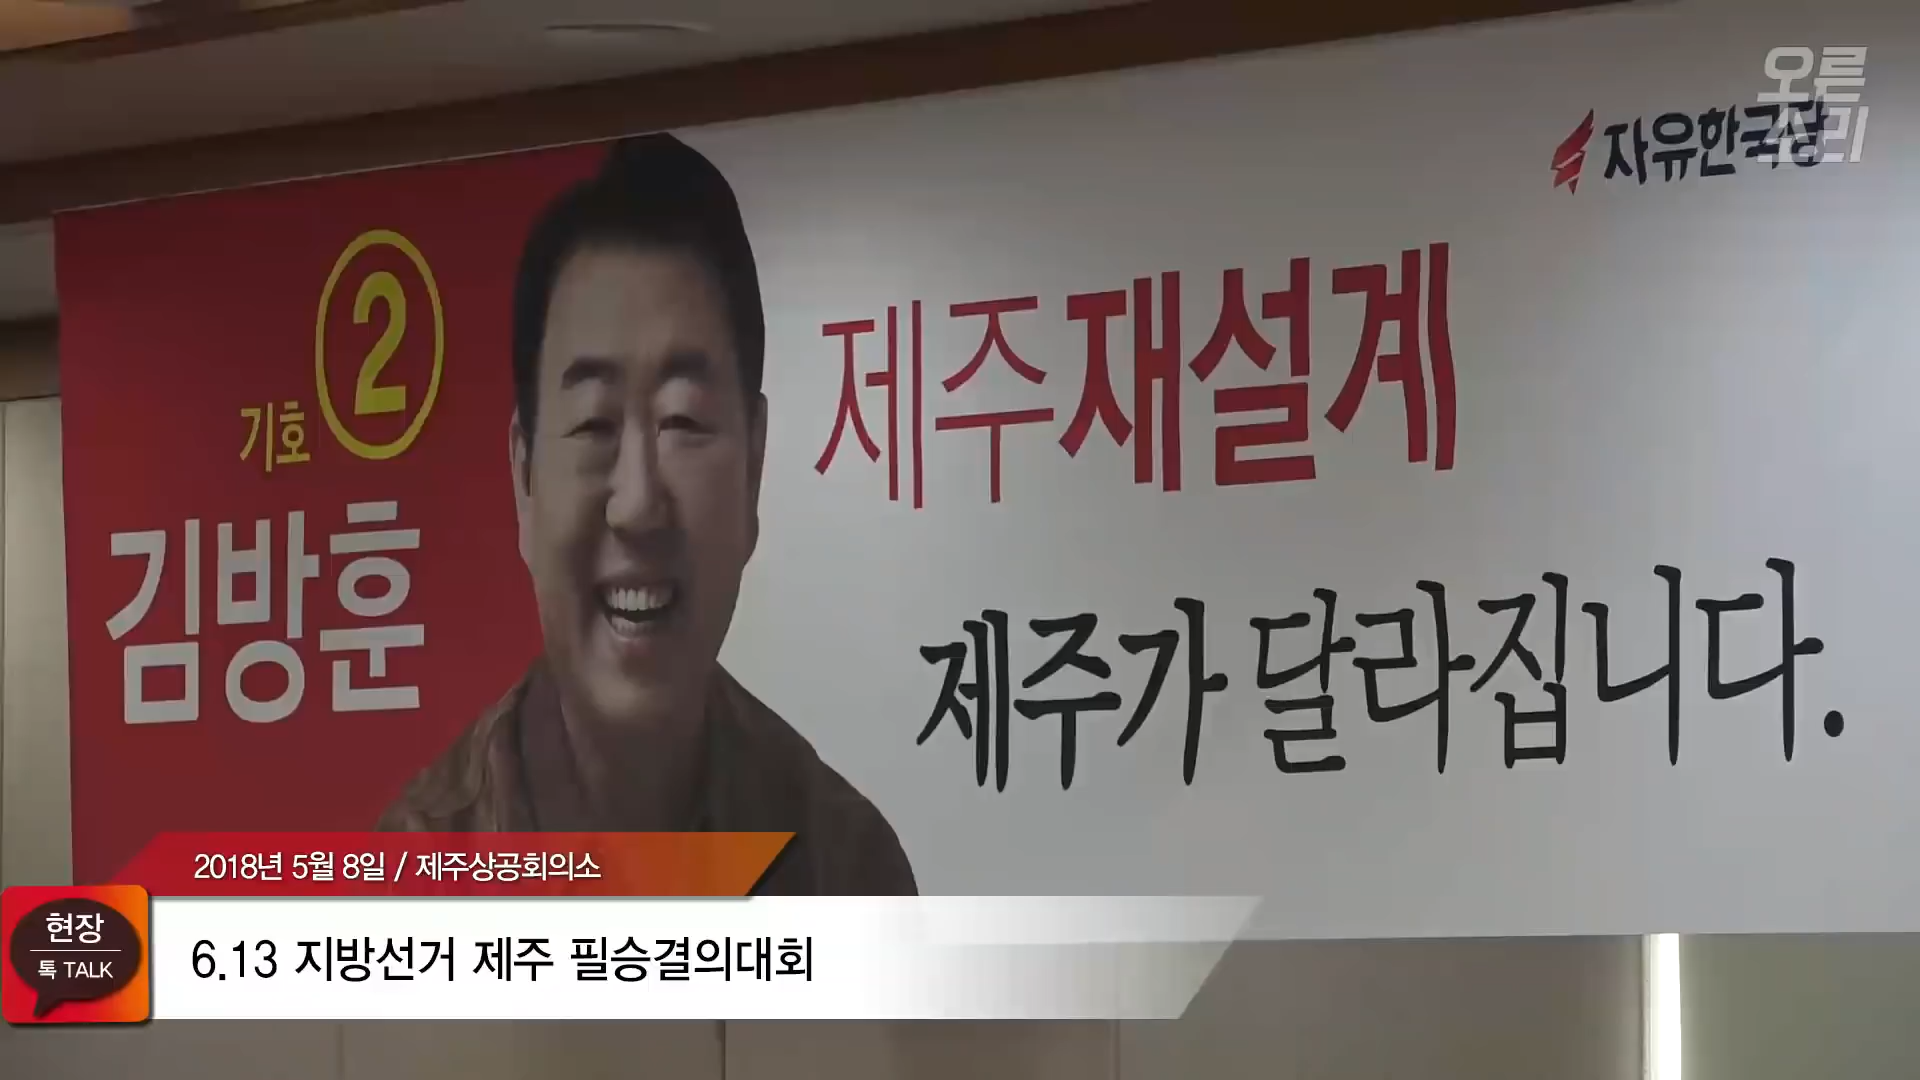 오른
소리
자유한국당
기호 2
김방훈
제주재설계
제주가 달라집니다.
2018년 5월 8일 / 제주상공회의소
현장
톡 TALK
6.13 지방선거 제주 필승결의대회